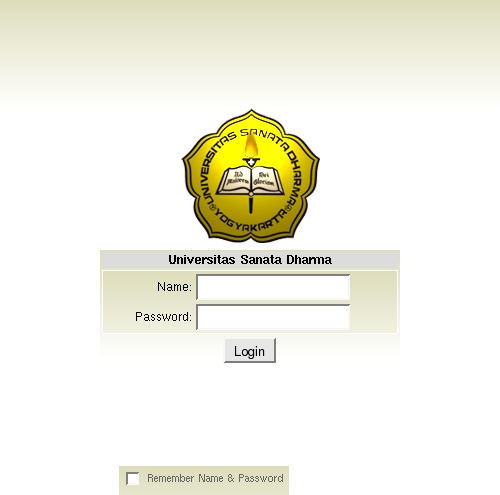 UNIVERSITAS SANATA DHARMA
Ad Maiorem Dei Gloriam
YOGYAKARTA
Universitas Sanata Dharma
Name:
Password:
Login
Remember Name & Password